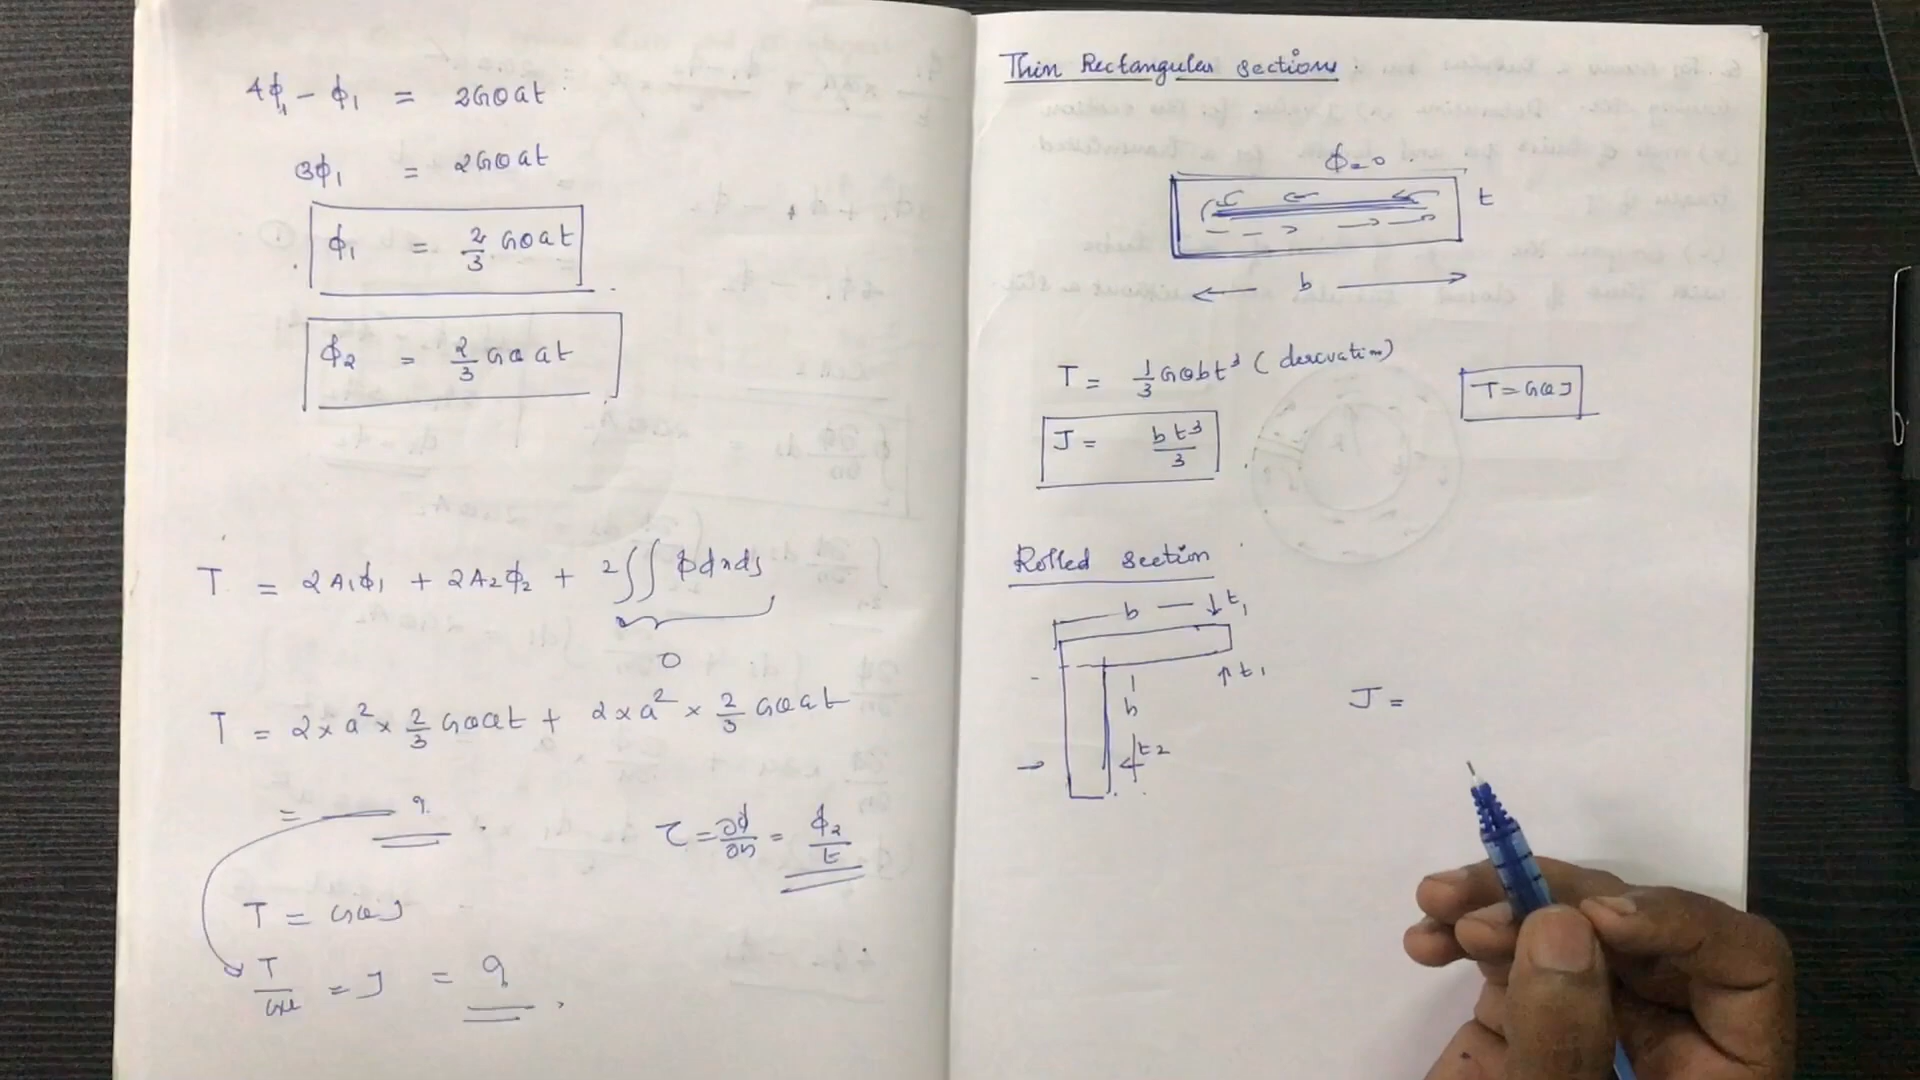 4ϕ₁ - ϕ₁ = 2Gθat
3ϕ₁ = 2Gθat
ϕ₁ = 2/3 Gθat
ϕ₂ = 2/3 Gθat
T = 2A₁ϕ₁ + 2A₂ϕ₂ + 2∬ϕdxdy
0
T = 2×a²× 2/3 Gθat + 2×a²× 2/3 Gθat
= ?
τ = ∂ϕ/∂n = ϕ₂/t
T = GθJ
T/Gθ = J = ?
Thin Rectangular sections
ϕ=0
t
b
T = 1/3 Gθbt³ (derivation)
T = GθJ
J = bt³/3
Rolled section
b t₁
t₁
h
t₂
J =